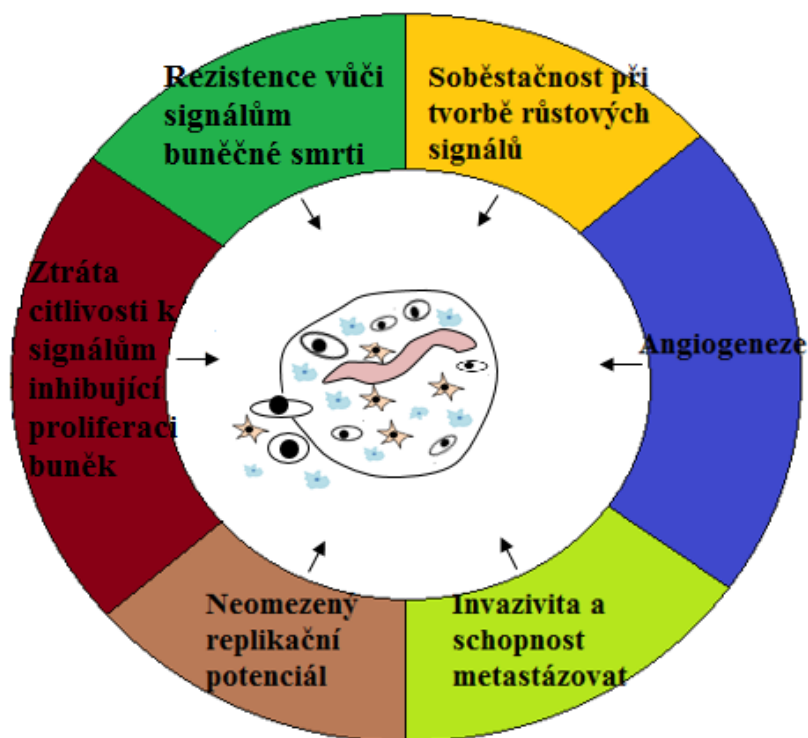 Rezistence vůči
signálům
buněčné smrti
Soběstačnost při
tvorbě růstových
signálů
Ztráta
citlivosti k
signálům
inhibující
proliferaci
buněk
Angiogeneze
Neomezený
replikační
potenciál
Invazivita a
schopnost
metastázovat